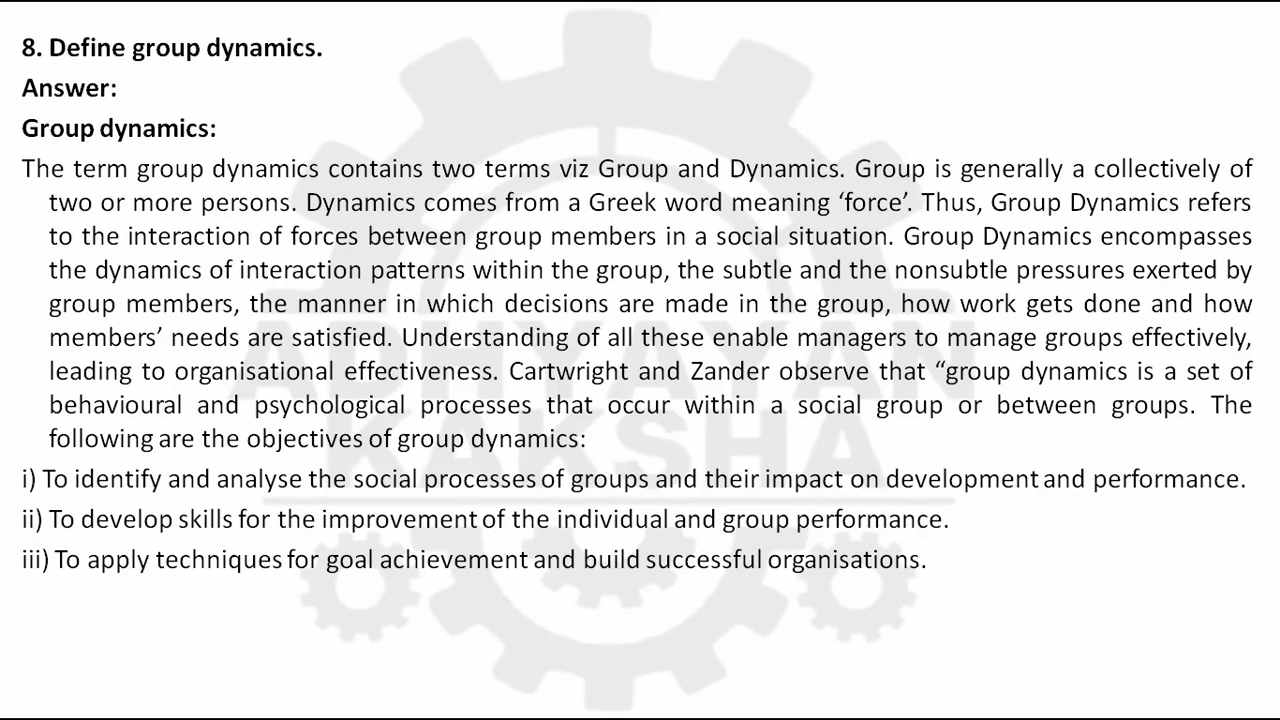 8. Define group dynamics.
Answer:
Group dynamics:
The term group dynamics contains two terms viz Group and Dynamics. Group is generally a collectively of
two or more persons. Dynamics comes from a Greek word meaning ‘force’. Thus, Group Dynamics refers
to the interaction of forces between group members in a social situation. Group Dynamics encompasses
the dynamics of interaction patterns within the group, the subtle and the nonsubtle pressures exerted by
group members, the manner in which decisions are made in the group, how work gets done and how
members’ needs are satisfied. Understanding of all these enable managers to manage groups effectively,
leading to organisational effectiveness. Cartwright and Zander observe that “group dynamics is a set of
behavioural and psychological processes that occur within a social group or between groups. The
following are the objectives of group dynamics:
i) To identify and analyse the social processes of groups and their impact on development and performance.
ii) To develop skills for the improvement of the individual and group performance.
iii) To apply techniques for goal achievement and build successful organisations.
ADHYAYAN
KAKSHA